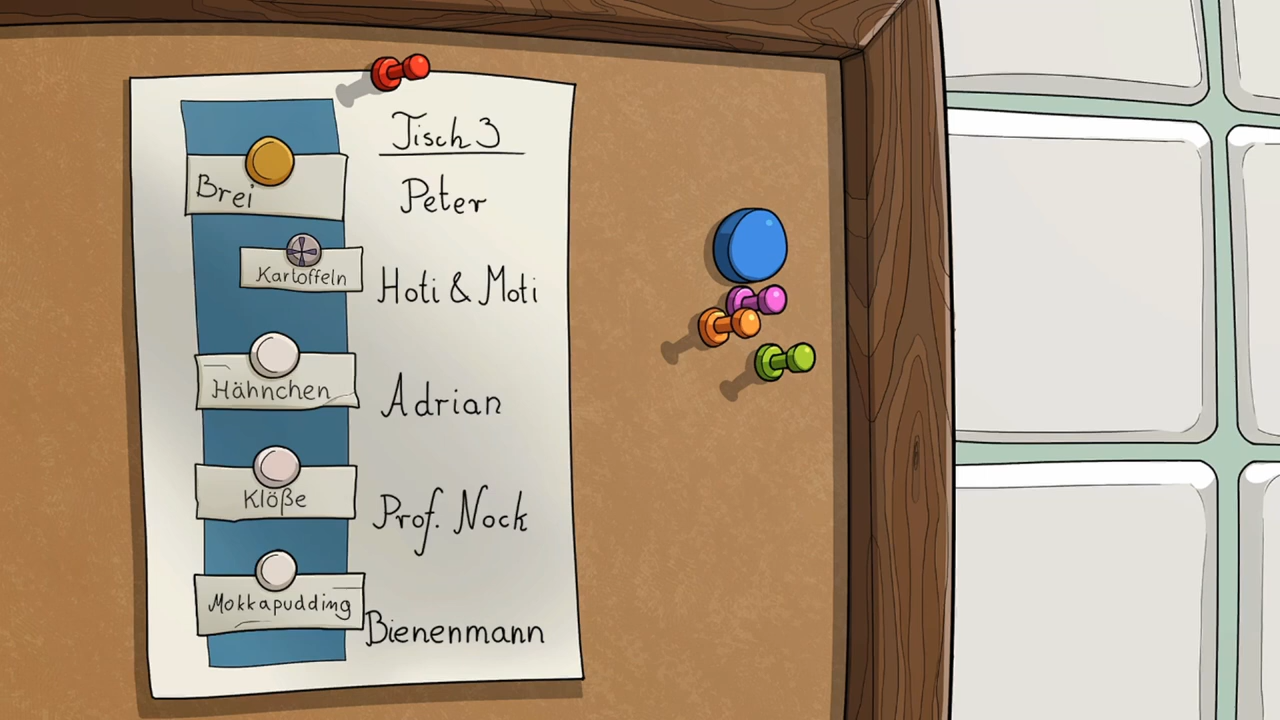 Tisch 3
Brei Peter
Kartoffeln Hoti & Moti
Hähnchen Adrian
Klöße Prof. Nock
Mokkapudding Bienenmann